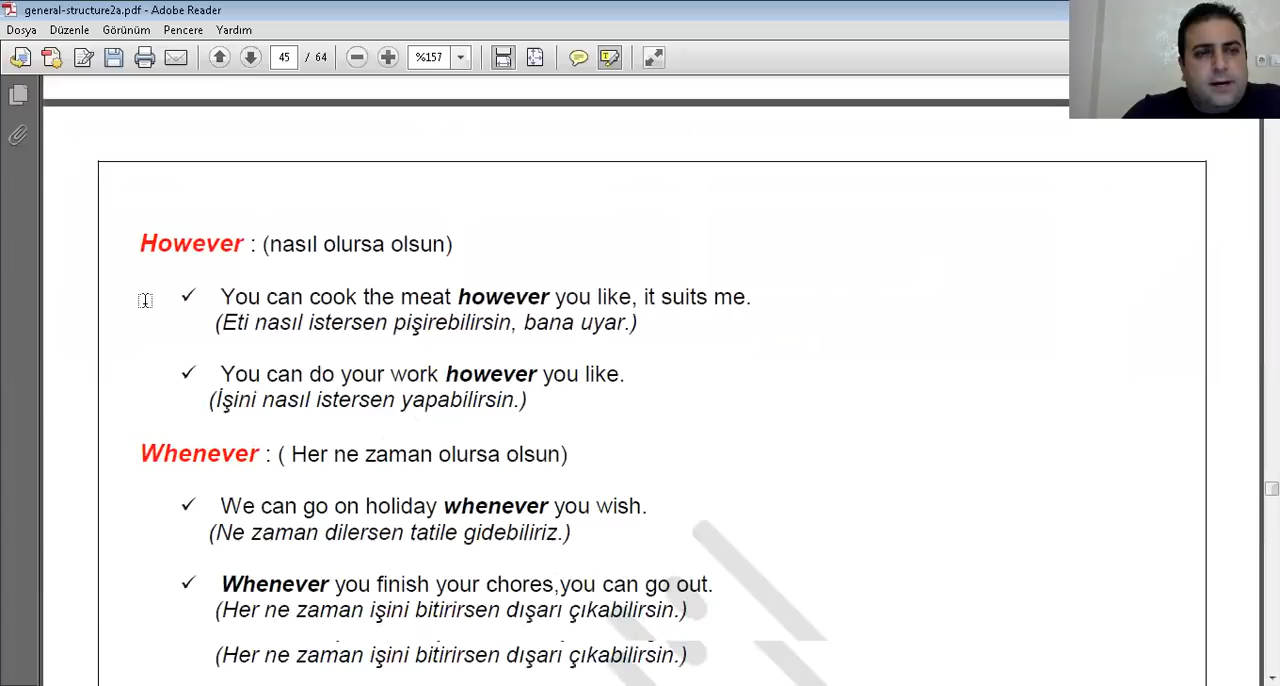 general-structure2a.pdf - Adobe Reader
Dosya Düzenle Görünüm Pencere Yardım
45 / 64 %157
However : (nasıl olursa olsun)
✓ You can cook the meat however you like, it suits me.
(Eti nasıl istersen pişirebilirsin, bana uyar.)
✓ You can do your work however you like.
(İşini nasıl istersen yapabilirsin.)
Whenever : ( Her ne zaman olursa olsun)
✓ We can go on holiday whenever you wish.
(Ne zaman dilersen tatile gidebiliriz.)
✓ Whenever you finish your chores,you can go out.
(Her ne zaman işini bitirirsen dışarı çıkabilirsin.)
(Her ne zaman işini bitirirsen dışarı çıkabilirsin.)